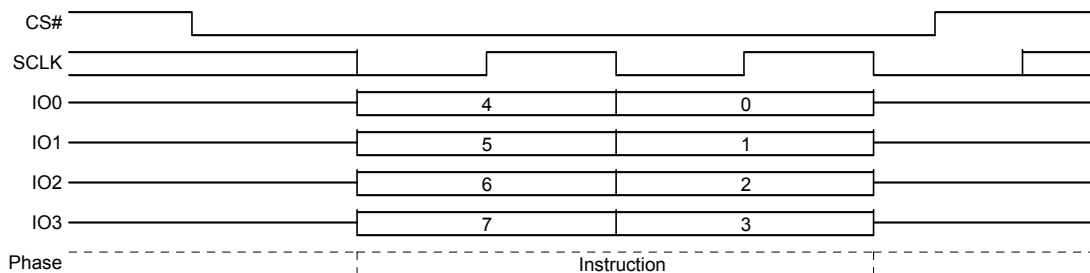 CS#
SCLK
IO0 4 0
IO1 5 1
IO2 6 2
IO3 7 3
Phase Instruction